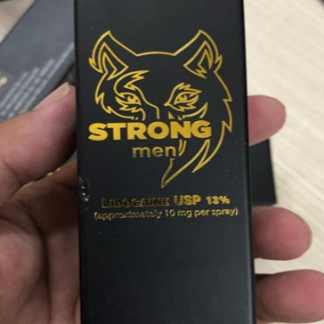 STRONG
men
LIDOCAINE USP 13%
(approximately 10 mg per spray)